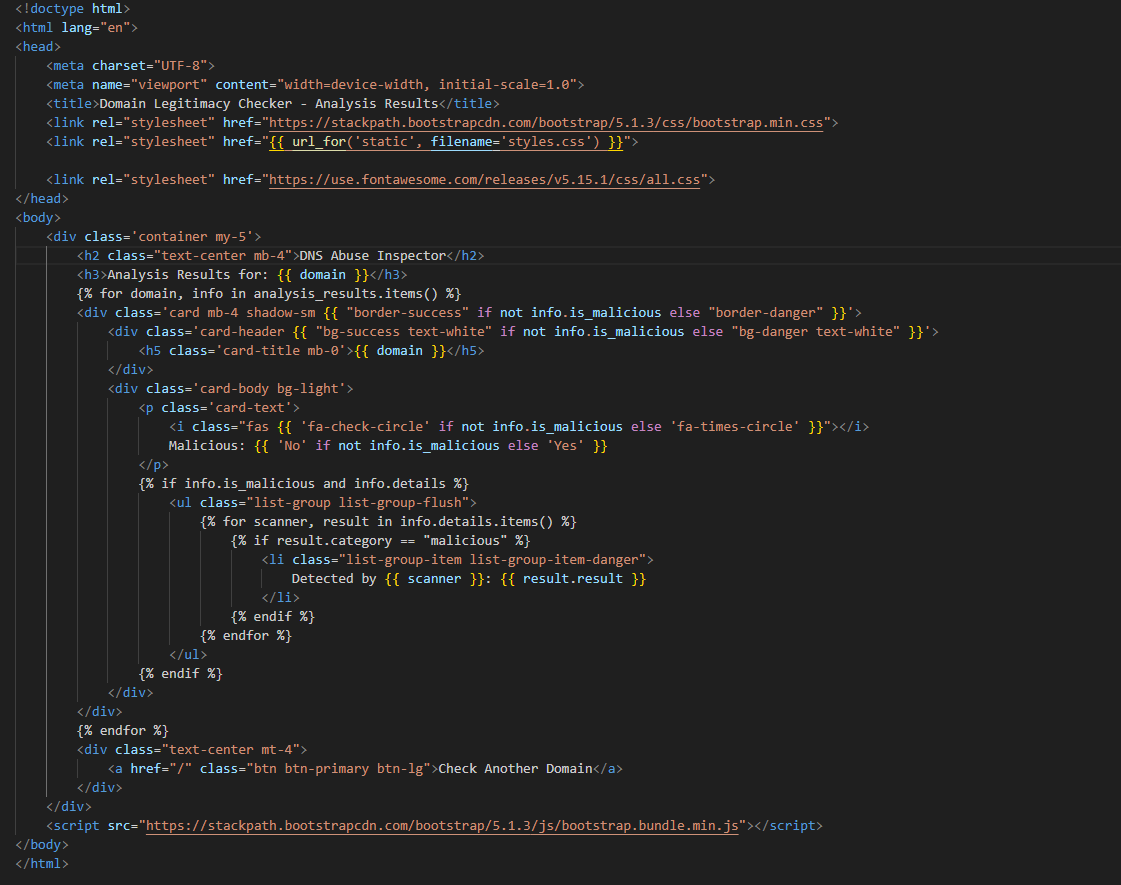 <!doctype html>
<html lang="en">
<head>
    <meta charset="UTF-8">
    <meta name="viewport" content="width=device-width, initial-scale=1.0">
    <title>Domain Legitimacy Checker - Analysis Results</title>
    <link rel="stylesheet" href="https://stackpath.bootstrapcdn.com/bootstrap/5.1.3/css/bootstrap.min.css">
    <link rel="stylesheet" href="{{ url_for('static', filename='styles.css') }}">

    <link rel="stylesheet" href="https://use.fontawesome.com/releases/v5.15.1/css/all.css">
</head>
<body>
    <div class='container my-5'>
        <h2 class="text-center mb-4">DNS Abuse Inspector</h2>
        <h3>Analysis Results for: {{ domain }}</h3>
        {% for domain, info in analysis_results.items() %}
        <div class='card mb-4 shadow-sm {{ "border-success" if not info.is_malicious else "border-danger" }}'>
            <div class='card-header {{ "bg-success text-white" if not info.is_malicious else "bg-danger text-white" }}'>
                <h5 class='card-title mb-0'>{{ domain }}</h5>
            </div>
            <div class='card-body bg-light'>
                <p class='card-text'>
                    <i class="fas {{ 'fa-check-circle' if not info.is_malicious else 'fa-times-circle' }}"></i>
                    Malicious: {{ 'No' if not info.is_malicious else 'Yes' }}
                </p>
                {% if info.is_malicious and info.details %}
                    <ul class="list-group list-group-flush">
                        {% for scanner, result in info.details.items() %}
                            {% if result.category == "malicious" %}
                                <li class="list-group-item list-group-item-danger">
                                    Detected by {{ scanner }}: {{ result.result }}
                                </li>
                            {% endif %}
                        {% endfor %}
                    </ul>
                {% endif %}
            </div>
        </div>
        {% endfor %}
        <div class="text-center mt-4">
            <a href="/" class="btn btn-primary btn-lg">Check Another Domain</a>
        </div>
    </div>
    <script src="https://stackpath.bootstrapcdn.com/bootstrap/5.1.3/js/bootstrap.bundle.min.js"></script>
</body>
</html>